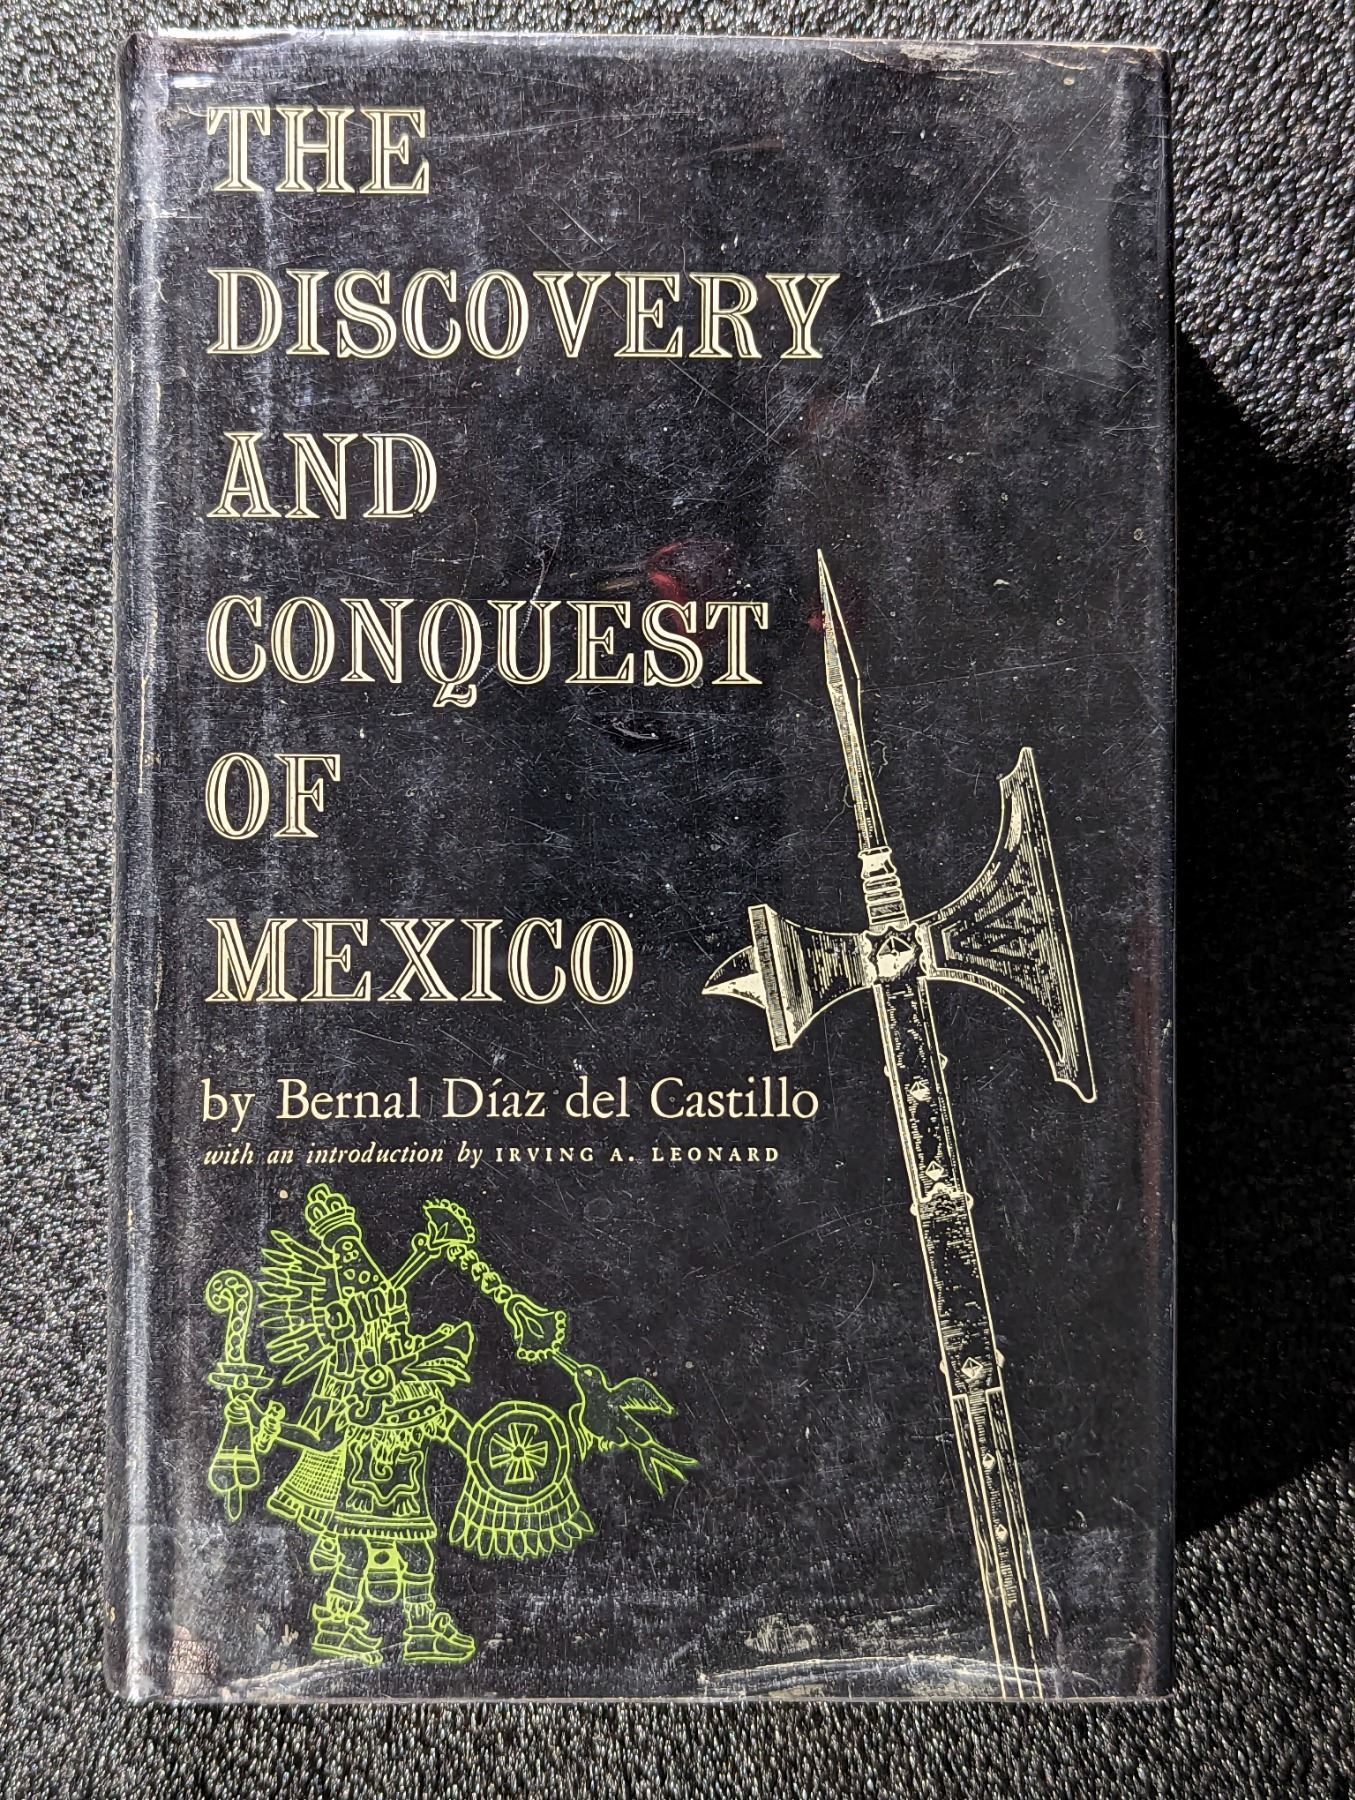 THE
DISCOVERY
AND
CONQUEST
OF
MEXICO
by Bernal Díaz del Castillo
with an introduction by IRVING A. LEONARD